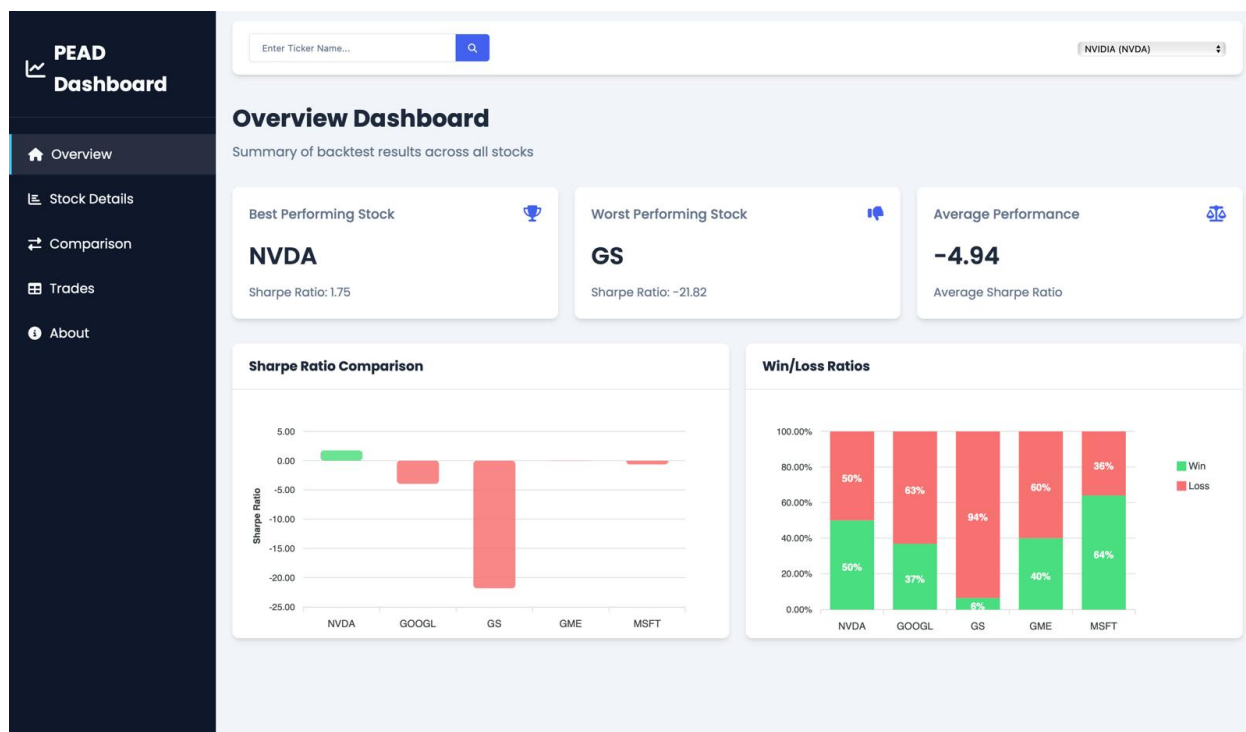 PEAD
Dashboard
Enter Ticker Name...
NVIDIA (NVDA)
Overview
Stock Details
Comparison
Trades
About
Overview Dashboard
Summary of backtest results across all stocks
Best Performing Stock
NVDA
Sharpe Ratio: 1.75
Worst Performing Stock
GS
Sharpe Ratio: -21.82
Average Performance
-4.94
Average Sharpe Ratio
Sharpe Ratio Comparison
Sharpe Ratio
5.00
0.00
-5.00
-10.00
-15.00
-20.00
-25.00
NVDA GOOGL GS GME MSFT
Win/Loss Ratios
100.00%
80.00%
60.00%
40.00%
20.00%
0.00%
50% 63% 94% 60% 36%
50% 37% 6% 40% 64%
NVDA GOOGL GS GME MSFT
Win
Loss